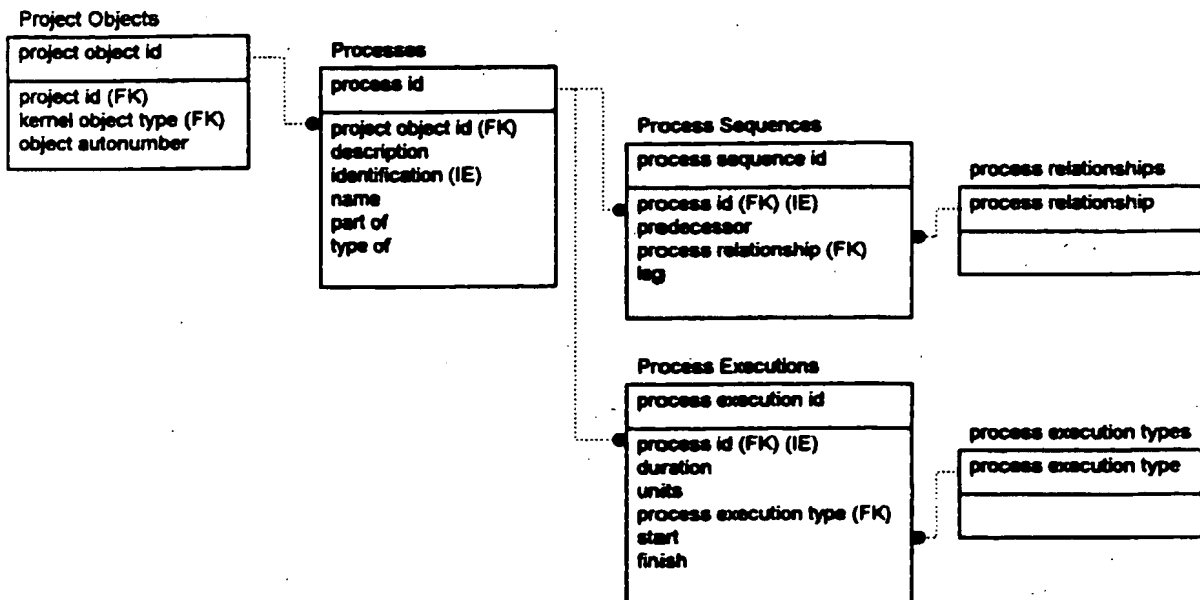 Project Objects
project object id
project id (FK)
kernel object type (FK)
object autonumber
Processes
process id
project object id (FK)
description
identification (IE)
name
part of
type of
Process Sequences
process sequence id
process id (FK) (IE)
predecessor
process relationship (FK)
lag
process relationships
process relationship
Process Executions
process execution id
process id (FK) (IE)
duration
units
process execution type (FK)
start
finish
process execution types
process execution type